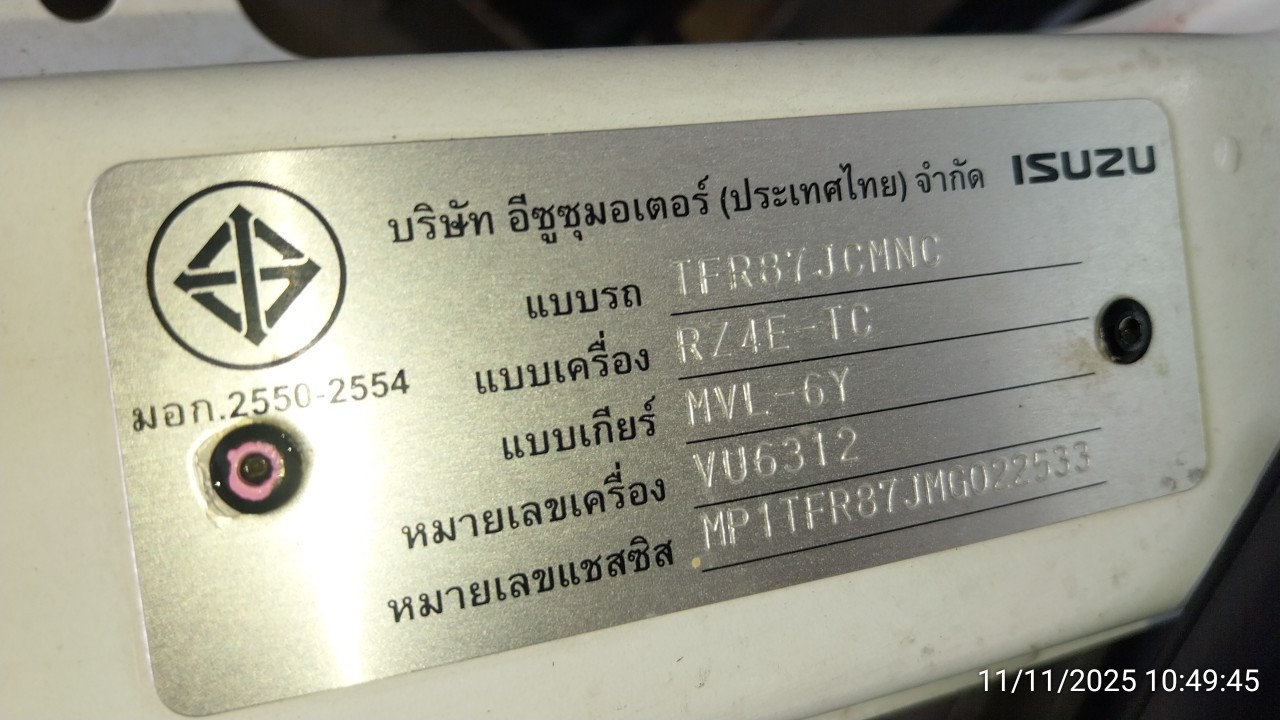 บริษัท อีซูซุมอเตอร์ (ประเทศไทย) จำกัด ISUZU
มอก.2550-2554
แบบรถ TFR87JCMNC
แบบเครื่อง RZ4E-TC
แบบเกียร์ MVL-6Y
หมายเลขเครื่อง VU6312
หมายเลขแชสซิส MP1TFR87JMG022533
11/11/2025 10:49:45